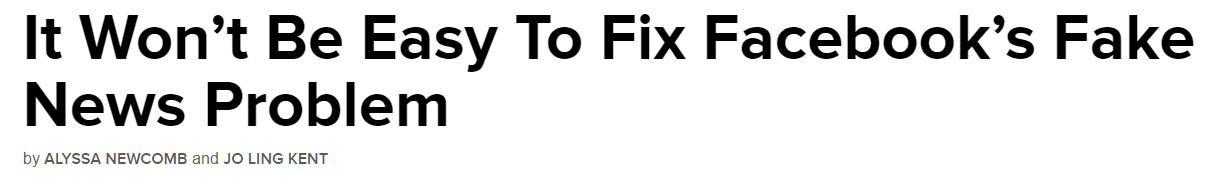 It Won’t Be Easy To Fix Facebook’s Fake
News Problem
by ALYSSA NEWCOMB and JO LING KENT